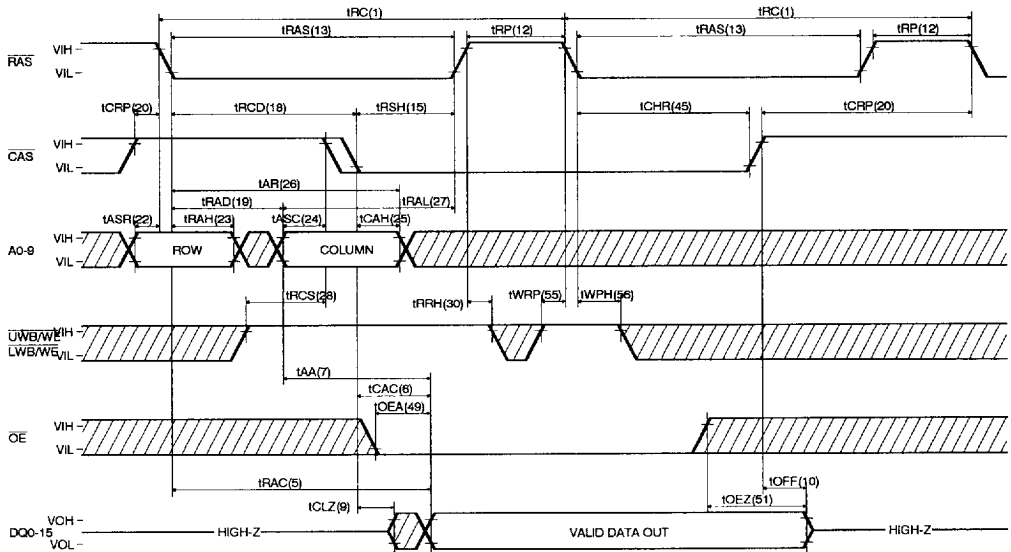 tRC(1) tRC(1)
tRAS(13) tRP(12) tRAS(13) tRP(12)
RAS VIH
VIL
tCRP(20) tRCD(18) tRSH(15) tCHR(45) tCRP(20)
CAS VIH
VIL
tAR(26)
tRAD(19) tRAL(27)
tASR(22) tRAH(23) tASC(24) tCAH(25)
A0-9 VIH
VIL
ROW COLUMN
tRCS(28) tRRH(30) tWRP(55) tWPH(56)
UWB/WE VIH
LWB/WE VIL
tAA(7)
tCAC(6)
tOEA(49)
OE VIH
VIL
tRAC(5) tOFF(10)
tCLZ(9) tOEZ(51)
DQ0-15 VOH
VOL
HIGH-Z VALID DATA OUT HIGH-Z